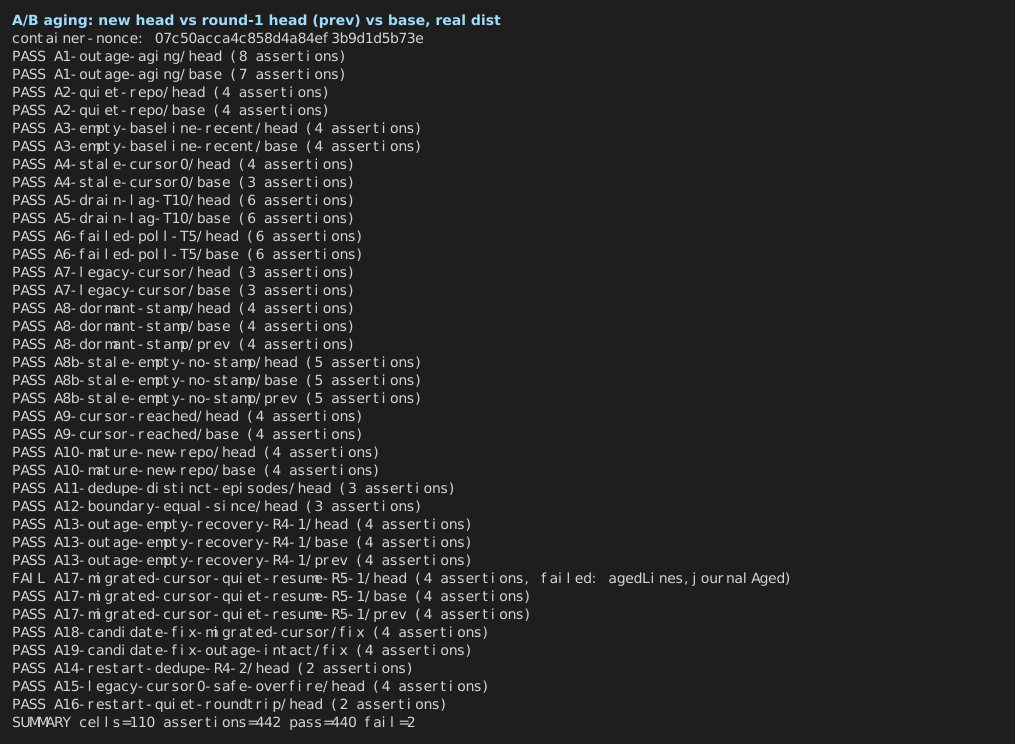 A/B aging: new head vs round-1 head (prev) vs base, real dist
container-nonce: 07c50acca4c858d4a84ef3b9d1d5b73e
PASS A1-outage-aging/head (8 assertions)
PASS A1-outage-aging/base (7 assertions)
PASS A2-quiet-repo/head (4 assertions)
PASS A2-quiet-repo/base (4 assertions)
PASS A3-empty-baseline-recent/head (4 assertions)
PASS A3-empty-baseline-recent/base (4 assertions)
PASS A4-stale-cursor0/head (4 assertions)
PASS A4-stale-cursor0/base (3 assertions)
PASS A5-drain-lag-T10/head (6 assertions)
PASS A5-drain-lag-T10/base (6 assertions)
PASS A6-failed-poll-T5/head (6 assertions)
PASS A6-failed-poll-T5/base (6 assertions)
PASS A7-legacy-cursor/head (3 assertions)
PASS A7-legacy-cursor/base (3 assertions)
PASS A8-dormant-stamp/head (4 assertions)
PASS A8-dormant-stamp/base (4 assertions)
PASS A8-dormant-stamp/prev (4 assertions)
PASS A8b-stale-empty-no-stamp/head (5 assertions)
PASS A8b-stale-empty-no-stamp/base (5 assertions)
PASS A8b-stale-empty-no-stamp/prev (5 assertions)
PASS A9-cursor-reached/head (4 assertions)
PASS A9-cursor-reached/base (4 assertions)
PASS A10-mature-new-repo/head (4 assertions)
PASS A10-mature-new-repo/base (4 assertions)
PASS A11-dedupe-distinct-episodes/head (3 assertions)
PASS A12-boundary-equal-since/head (3 assertions)
PASS A13-outage-empty-recovery-R4-1/head (4 assertions)
PASS A13-outage-empty-recovery-R4-1/base (4 assertions)
PASS A13-outage-empty-recovery-R4-1/prev (4 assertions)
FAIL A17-migrated-cursor-quiet-resume-R5-1/head (4 assertions, failed: agedLines,journalAged)
PASS A17-migrated-cursor-quiet-resume-R5-1/base (4 assertions)
PASS A17-migrated-cursor-quiet-resume-R5-1/prev (4 assertions)
PASS A18-candidate-fix-migrated-cursor/fix (4 assertions)
PASS A19-candidate-fix-outage-intact/fix (4 assertions)
PASS A14-restart-dedupe-R4-2/head (2 assertions)
PASS A15-legacy-cursor0-safe-overfire/head (4 assertions)
PASS A16-restart-quiet-roundtrip/head (2 assertions)
SUMMARY cells=110 assertions=442 pass=440 fail=2